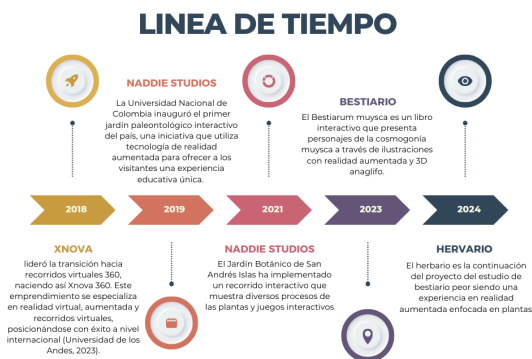 LINEA DE TIEMPO
NADDIE STUDIOS
La Universidad Nacional de
Colombia inauguró el primer
jardín paleontológico interactivo
del país, una iniciativa que utiliza
tecnología de realidad
aumentada para ofrecer a los
visitantes una experiencia
educativa única.
BESTIARIO
El Bestiarum muysca es un libro
interactivo que presenta
personajes de la cosmogonía
muysca a través de ilustraciones
con realidad aumentada y 3D
anaglifo.
2018
2019
2021
2023
2024
XNOVA
lideró la transición hacia
recorridos virtuales 360,
naciendo así Xnova 360. Este
emprendimiento se especializa
en realidad virtual, aumentada y
recorridos virtuales,
posicionándose con éxito a nivel
internacional (Universidad de los
Andes, 2023).
NADDIE STUDIOS
El Jardín Botánico de San
Andrés Islas ha implementado
un recorrido interactivo que
muestra diversos procesos de
las plantas y juegos interactivos
HERVARIO
El herbario es la continuación
del proyecto del estudio de
bestiario peor siendo una
experiencia en realidad
aumentada enfocada en plantas